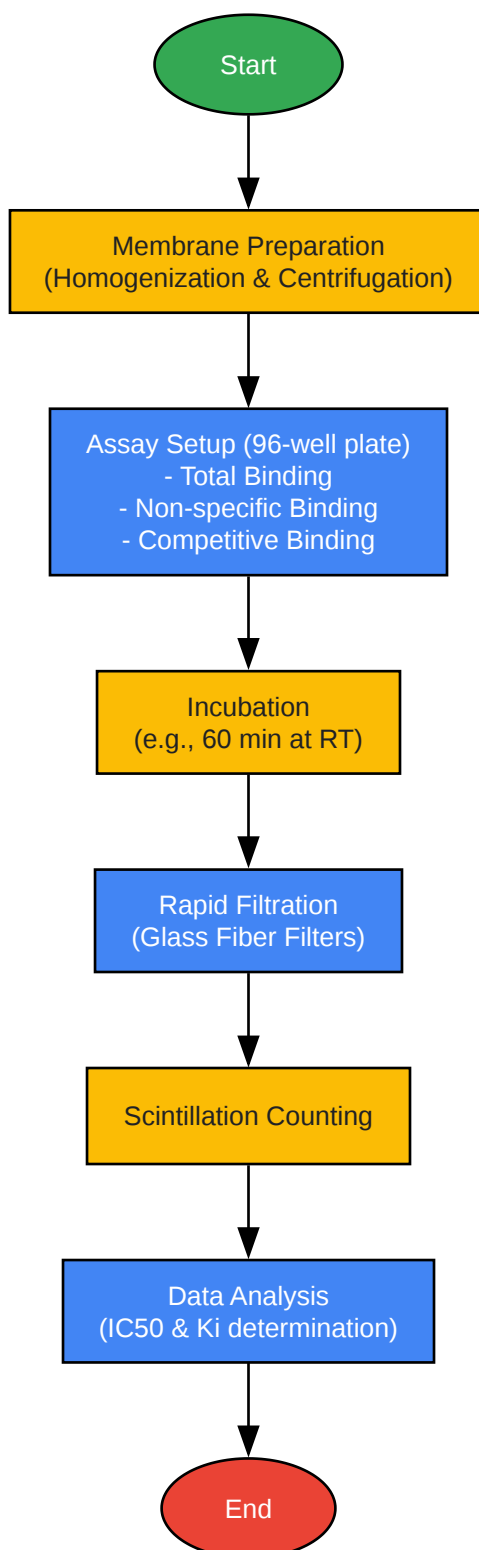 Start
Membrane Preparation
(Homogenization & Centrifugation)
Assay Setup (96-well plate)
- Total Binding
- Non-specific Binding
- Competitive Binding
Incubation
(e.g., 60 min at RT)
Rapid Filtration
(Glass Fiber Filters)
Scintillation Counting
Data Analysis
(IC50 & Ki determination)
End